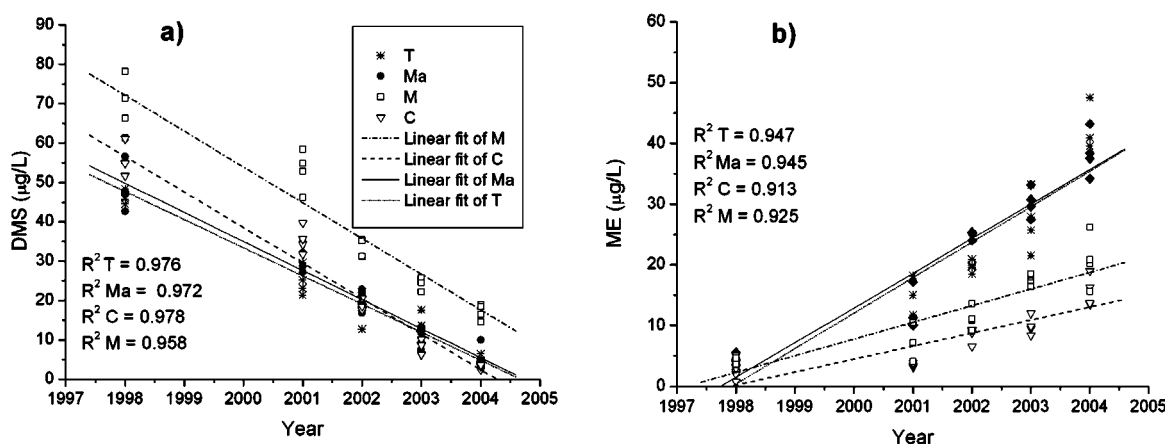 a)
90
80
70
60
50
40
30
20
10
0
DMS (µg/L)
T
Ma
M
C
Linear fit of M
Linear fit of C
Linear fit of Ma
Linear fit of T
R² T = 0.976
R² Ma = 0.972
R² C = 0.978
R² M = 0.958
1997 1998 1999 2000 2001 2002 2003 2004 2005
Year
b)
60
50
40
30
20
10
0
ME (µg/L)
R² T = 0.947
R² Ma = 0.945
R² C = 0.913
R² M = 0.925
1997 1998 1999 2000 2001 2002 2003 2004 2005
Year